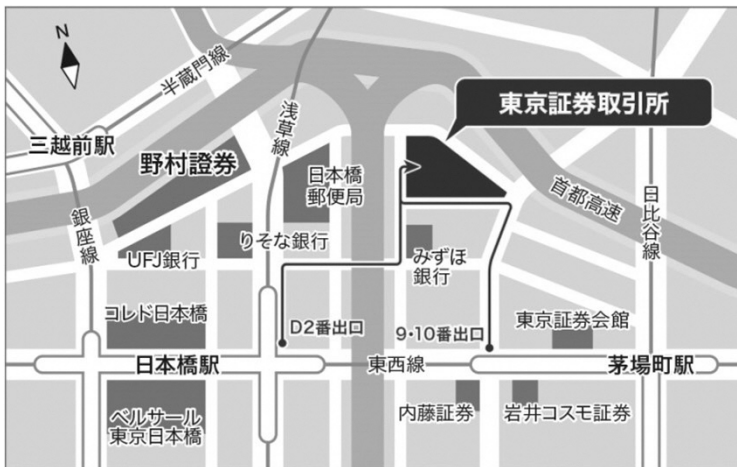 N
半蔵門線
浅草線
東京証券取引所
三越前駅
野村證券
日本橋
郵便局
首都高速
日比谷線
銀座線
UFJ銀行
りそな銀行
みずほ
銀行
コレド日本橋
D2番出口
9・10番出口
東京証券会館
日本橋駅
東西線
茅場町駅
ベルサール
東京日本橋
内藤証券
岩井コスモ証券